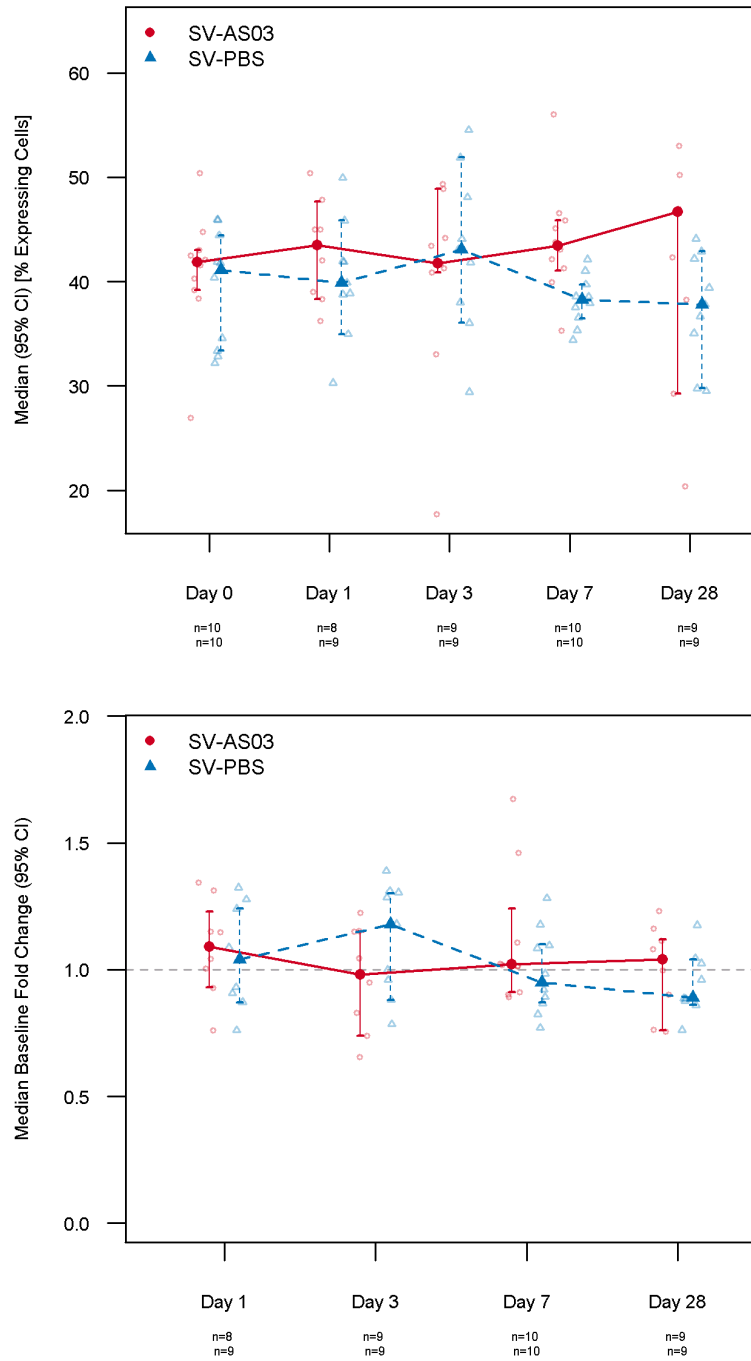 SV-AS03
SV-PBS
Median (95% CI) [% Expressing Cells]
60
50
40
30
20
Day 0 Day 1 Day 3 Day 7 Day 28
n=10 n=8 n=9 n=10 n=9
n=10 n=9 n=9 n=10 n=9
SV-AS03
SV-PBS
Median Baseline Fold Change (95% CI)
2.0
1.5
1.0
0.5
0.0
Day 1 Day 3 Day 7 Day 28
n=8 n=9 n=10 n=9
n=9 n=9 n=10 n=9